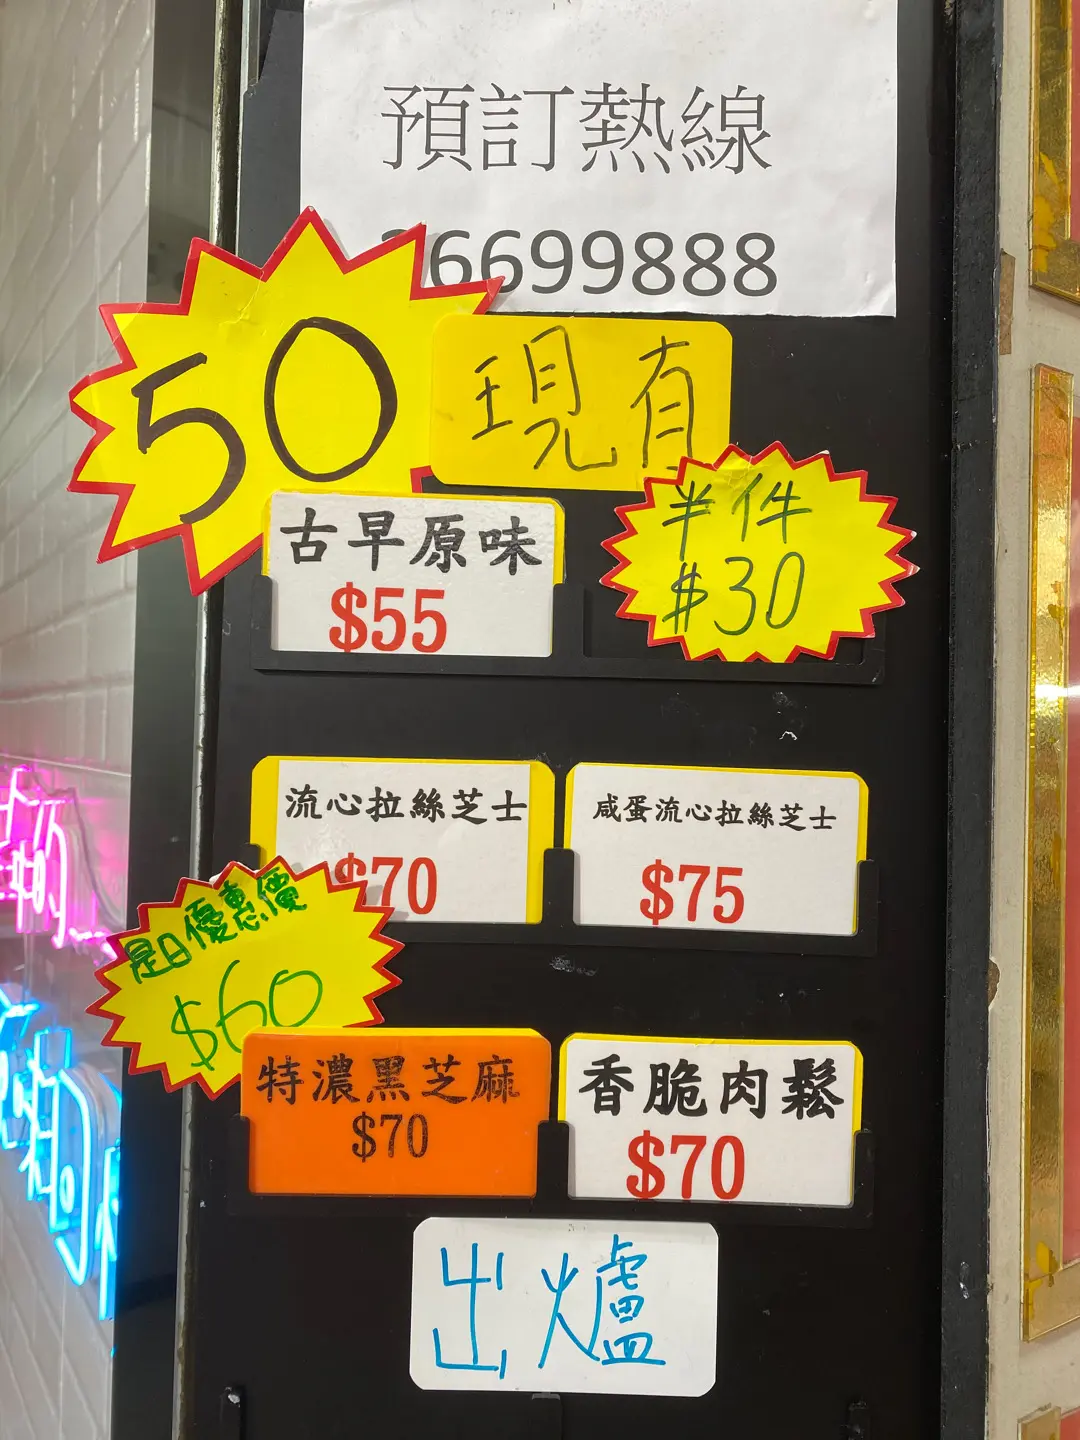 預訂熱線
6699888
50
現有
半件
$30
古早原味
$55
流心拉絲芝士
$70
咸蛋流心拉絲芝士
$75
是日優惠價
$60
特濃黑芝麻
$70
香脆肉鬆
$70
出爐